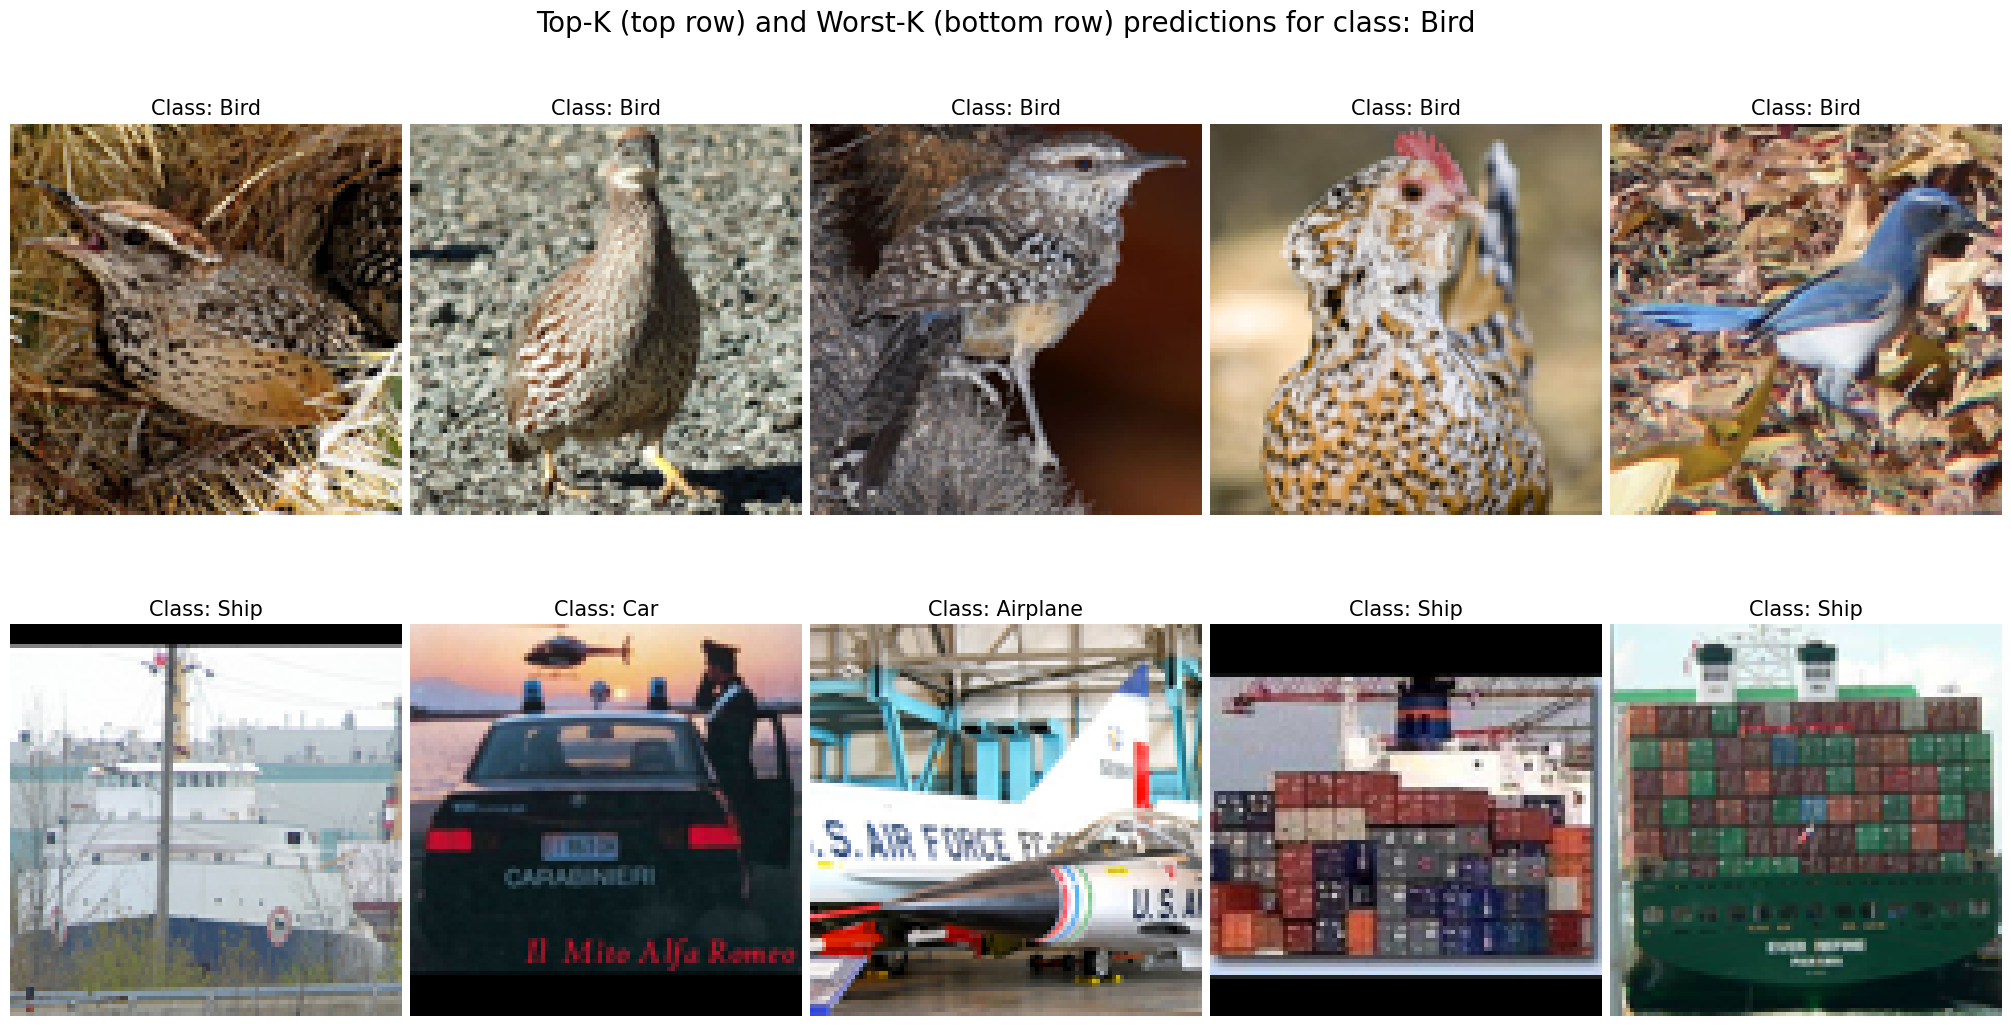 Top-K (top row) and Worst-K (bottom row) predictions for class: Bird
Class: Bird
Class: Bird
Class: Bird
Class: Bird
Class: Bird
Class: Ship
Class: Car
Class: Airplane
Class: Ship
Class: Ship
CARABINIERI
Il Mito Alfa Romeo
.S. AIR FORCE
U.S. A
EVER